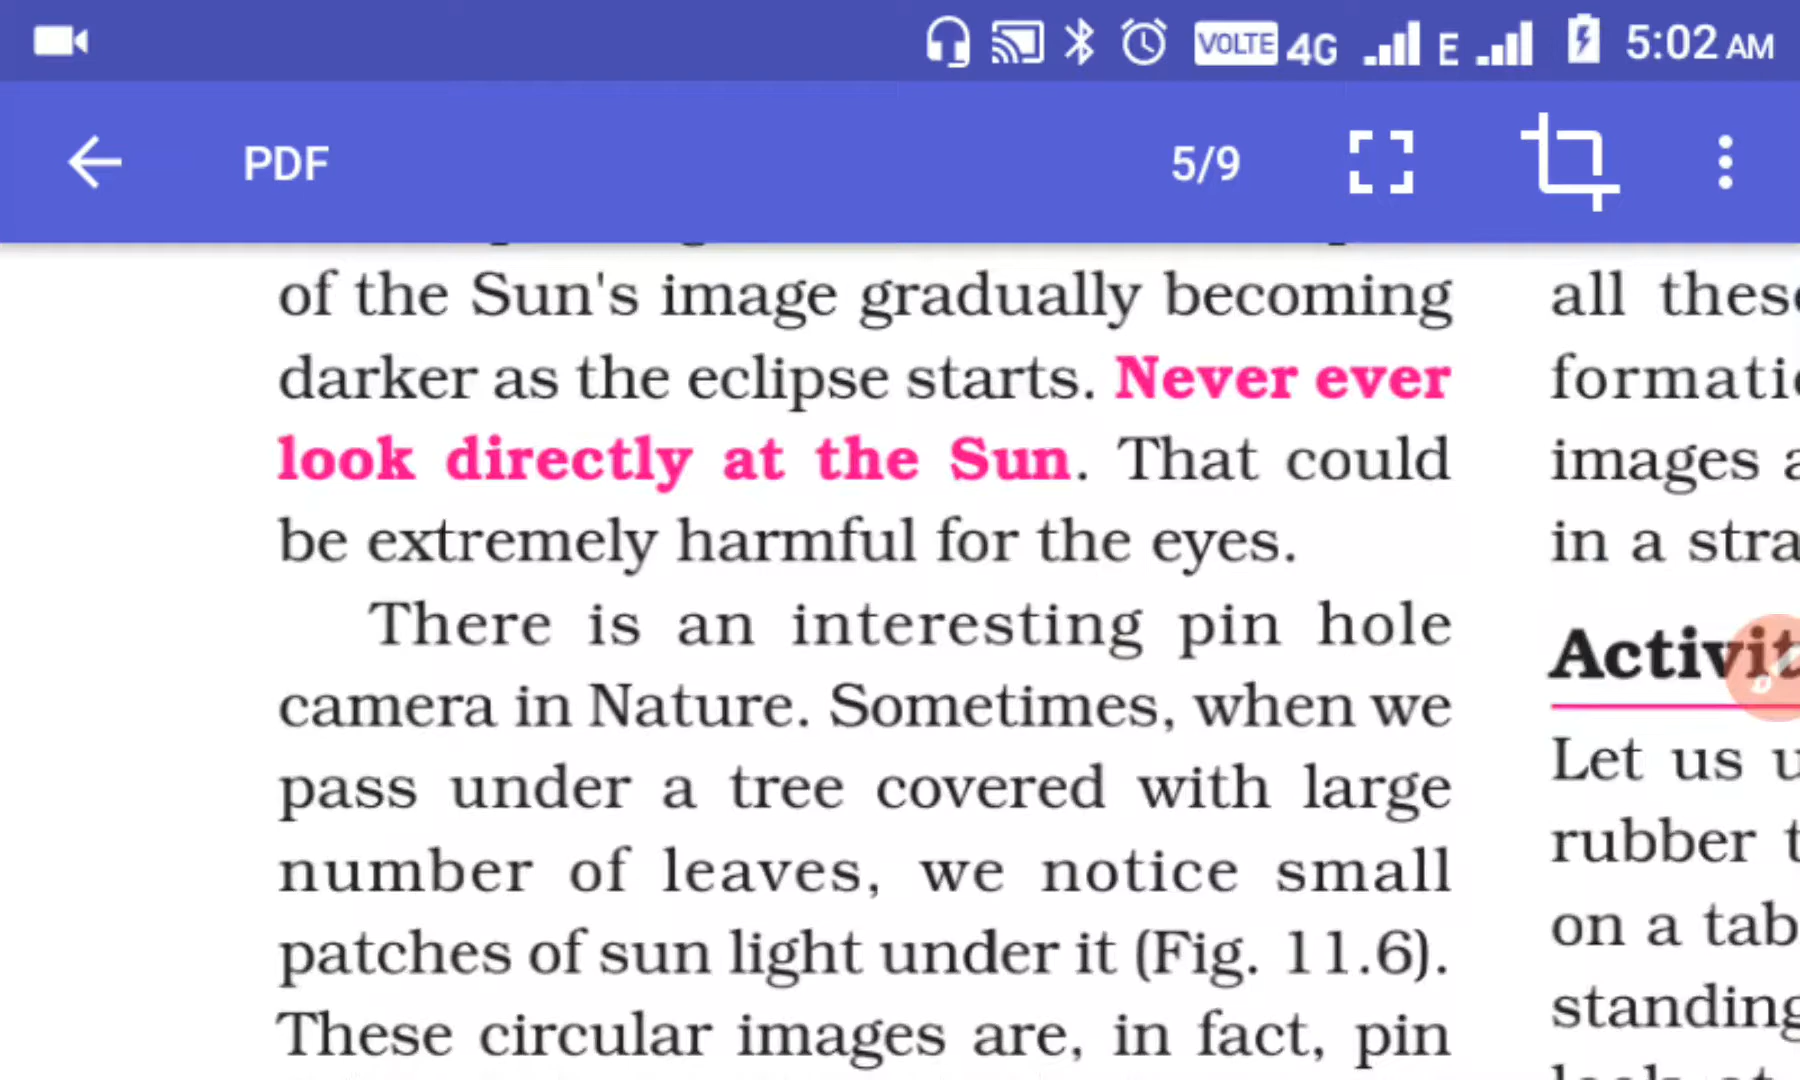 VOLTE 4G E 5:02 AM
PDF 5/9
of the Sun's image gradually becoming
darker as the eclipse starts. Never ever
look directly at the Sun. That could
be extremely harmful for the eyes.
There is an interesting pin hole
camera in Nature. Sometimes, when we
pass under a tree covered with large
number of leaves, we notice small
patches of sun light under it (Fig. 11.6).
These circular images are, in fact, pin
all
images
in a
Let us
rubber
on a
standing